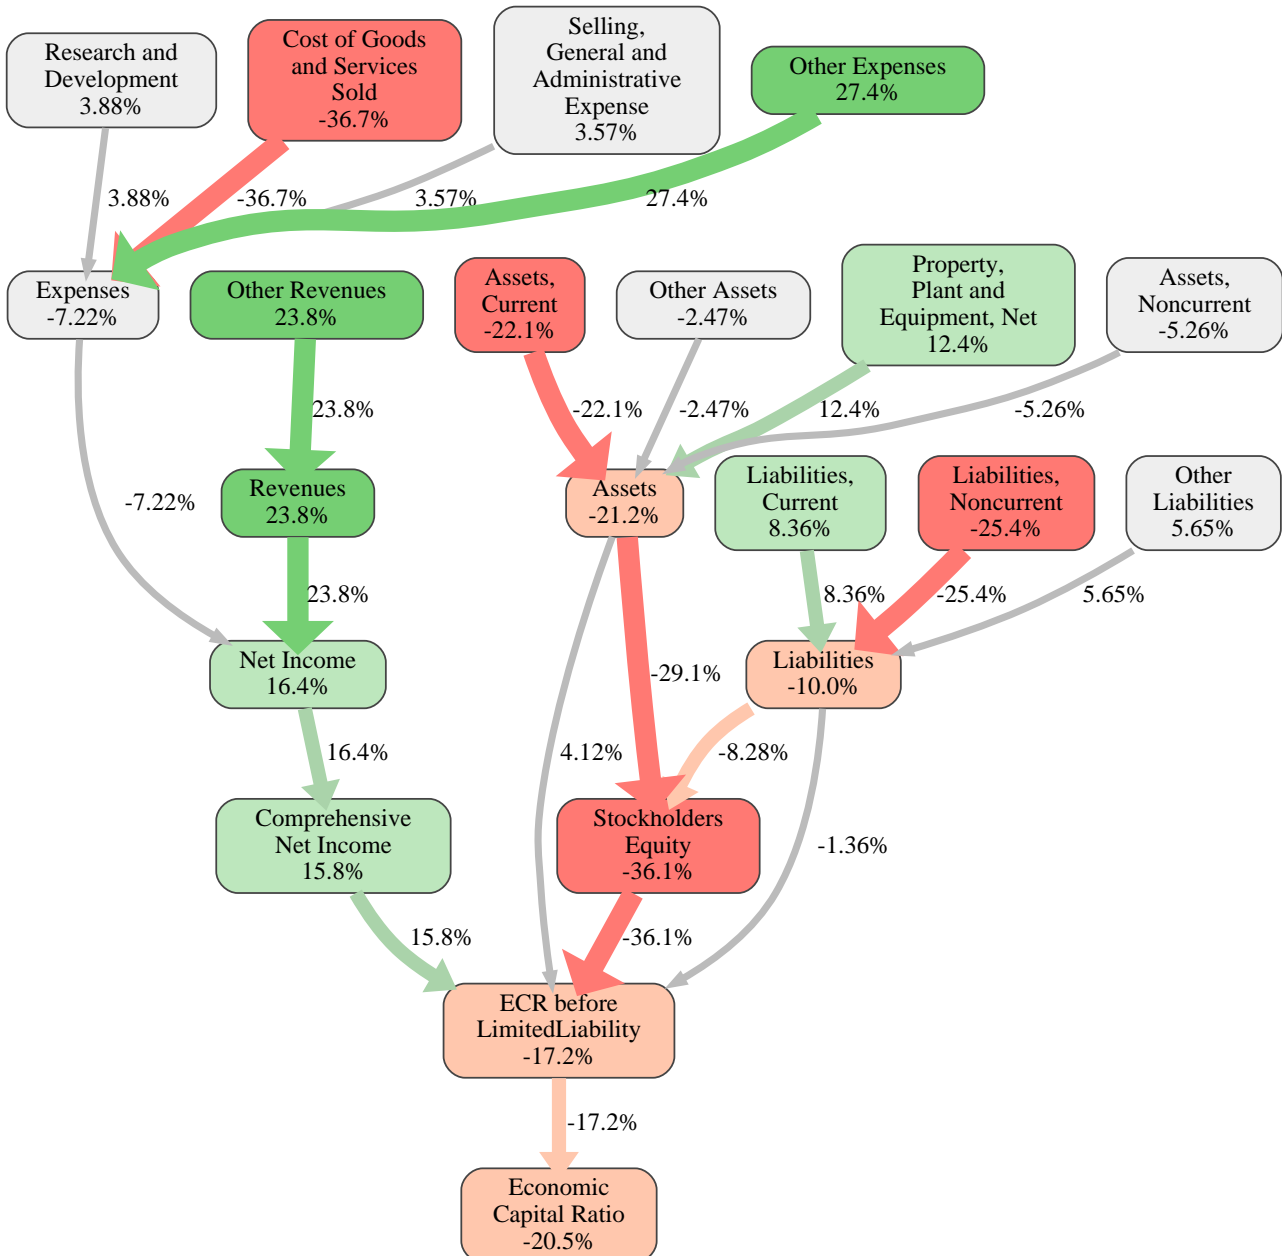 Research and
Development
3.88%
Cost of Goods
and Services
Sold
-36.7%
Selling,
General and
Administrative
Expense
3.57%
Other Expenses
27.4%
3.88%
-36.7%
3.57%
27.4%
Expenses
-7.22%
Other Revenues
23.8%
Assets,
Current
-22.1%
Other Assets
-2.47%
Property,
Plant and
Equipment, Net
12.4%
Assets,
Noncurrent
-5.26%
23.8%
-22.1%
-2.47%
12.4%
-5.26%
-7.22%
Revenues
23.8%
Assets
-21.2%
Liabilities,
Current
8.36%
Liabilities,
Noncurrent
-25.4%
Other
Liabilities
5.65%
23.8%
8.36%
-25.4%
5.65%
Net Income
16.4%
-29.1%
Liabilities
-10.0%
16.4%
4.12%
-8.28%
Comprehensive
Net Income
15.8%
Stockholders
Equity
-36.1%
-1.36%
15.8%
-36.1%
ECR before
LimitedLiability
-17.2%
-17.2%
Economic
Capital Ratio
-20.5%